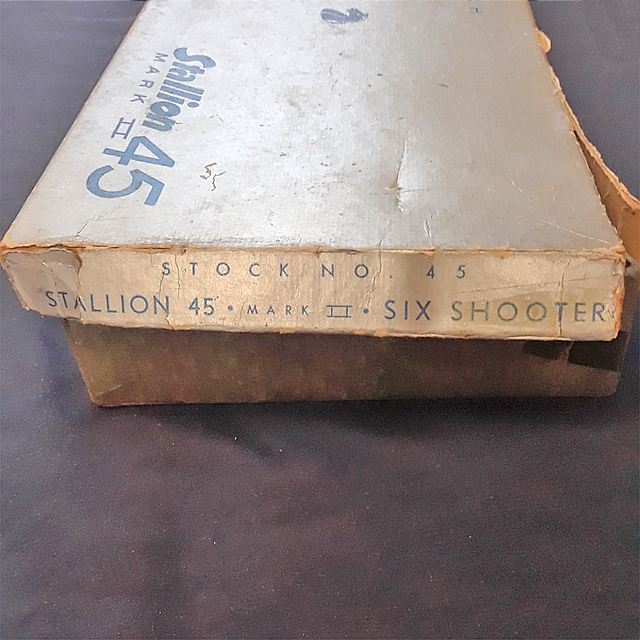 Stallion 45
MARK II
STOCK NO. 45
STALLION 45 • MARK II • SIX SHOOTER